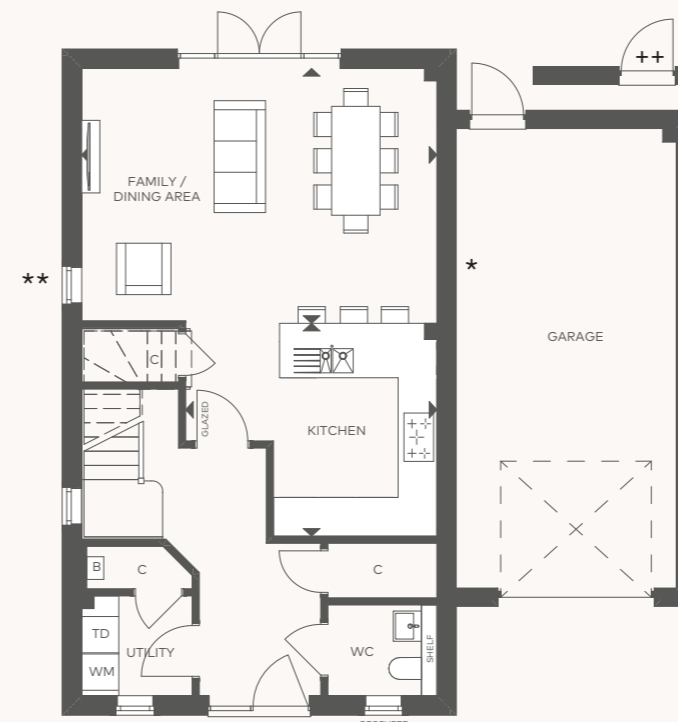 ++
FAMILY /
DINING AREA
*
**
GARAGE
C
GLAZED
KITCHEN
B
C
C
TD
UTILITY
WM
WC
SHELF